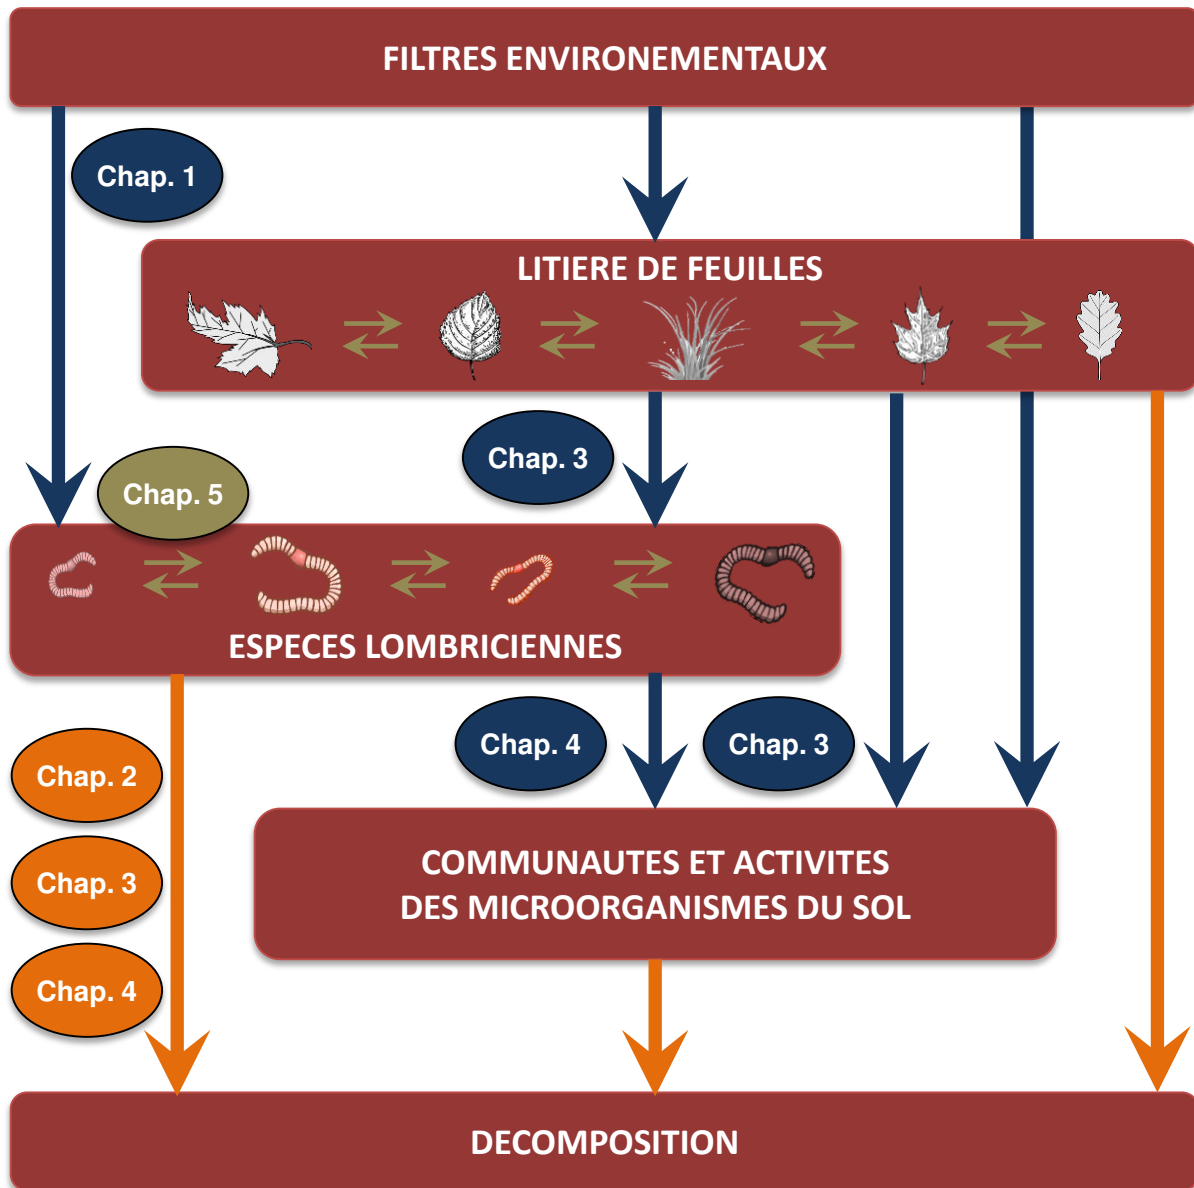 FILTRES ENVIRONEMENTAUX
Chap. 1
LITIERE DE FEUILLES
Chap. 3
Chap. 5
ESPECES LOMBRICIENNES
Chap. 2
Chap. 4
Chap. 3
Chap. 3
Chap. 4
COMMUNAUTES ET ACTIVITES
DES MICROORGANISMES DU SOL
DECOMPOSITION